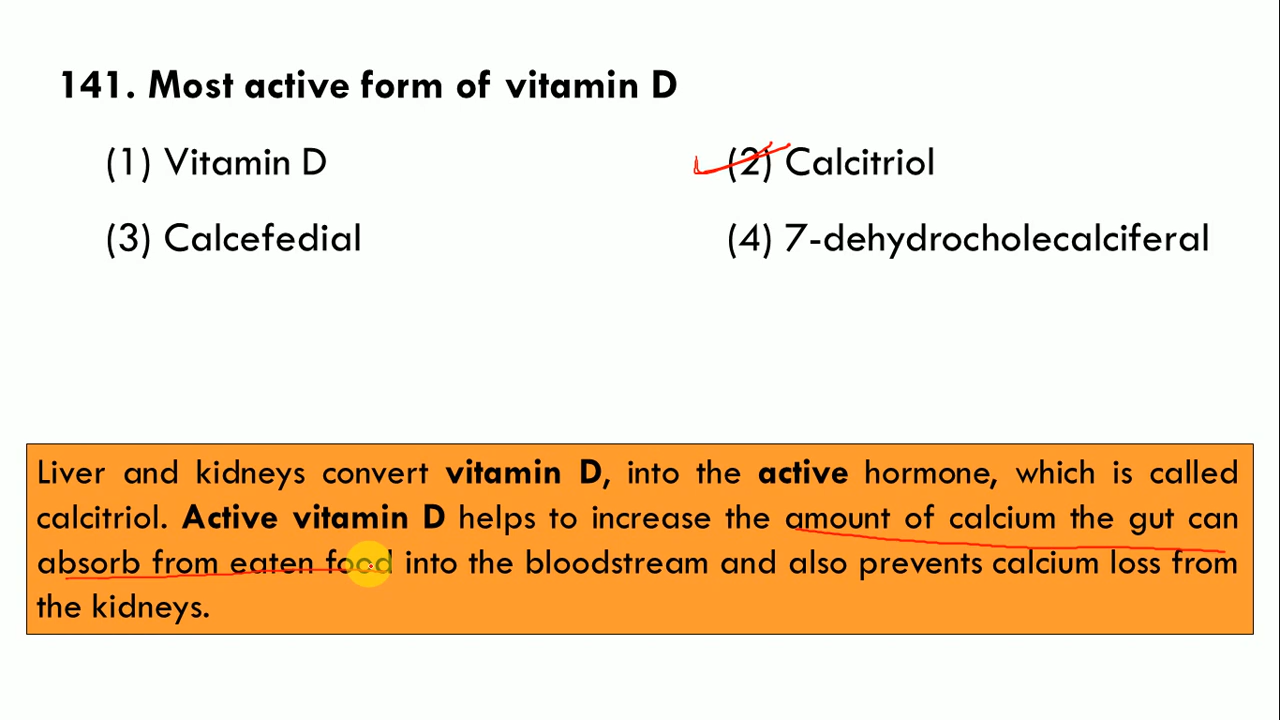 141. Most active form of vitamin D
(1) Vitamin D
(2) Calcitriol
(3) Calcefedial
(4) 7-dehydrocholecalciferal
Liver and kidneys convert vitamin D, into the active hormone, which is called
calcitriol. Active vitamin D helps to increase the amount of calcium the gut can
absorb from eaten food into the bloodstream and also prevents calcium loss from
the kidneys.